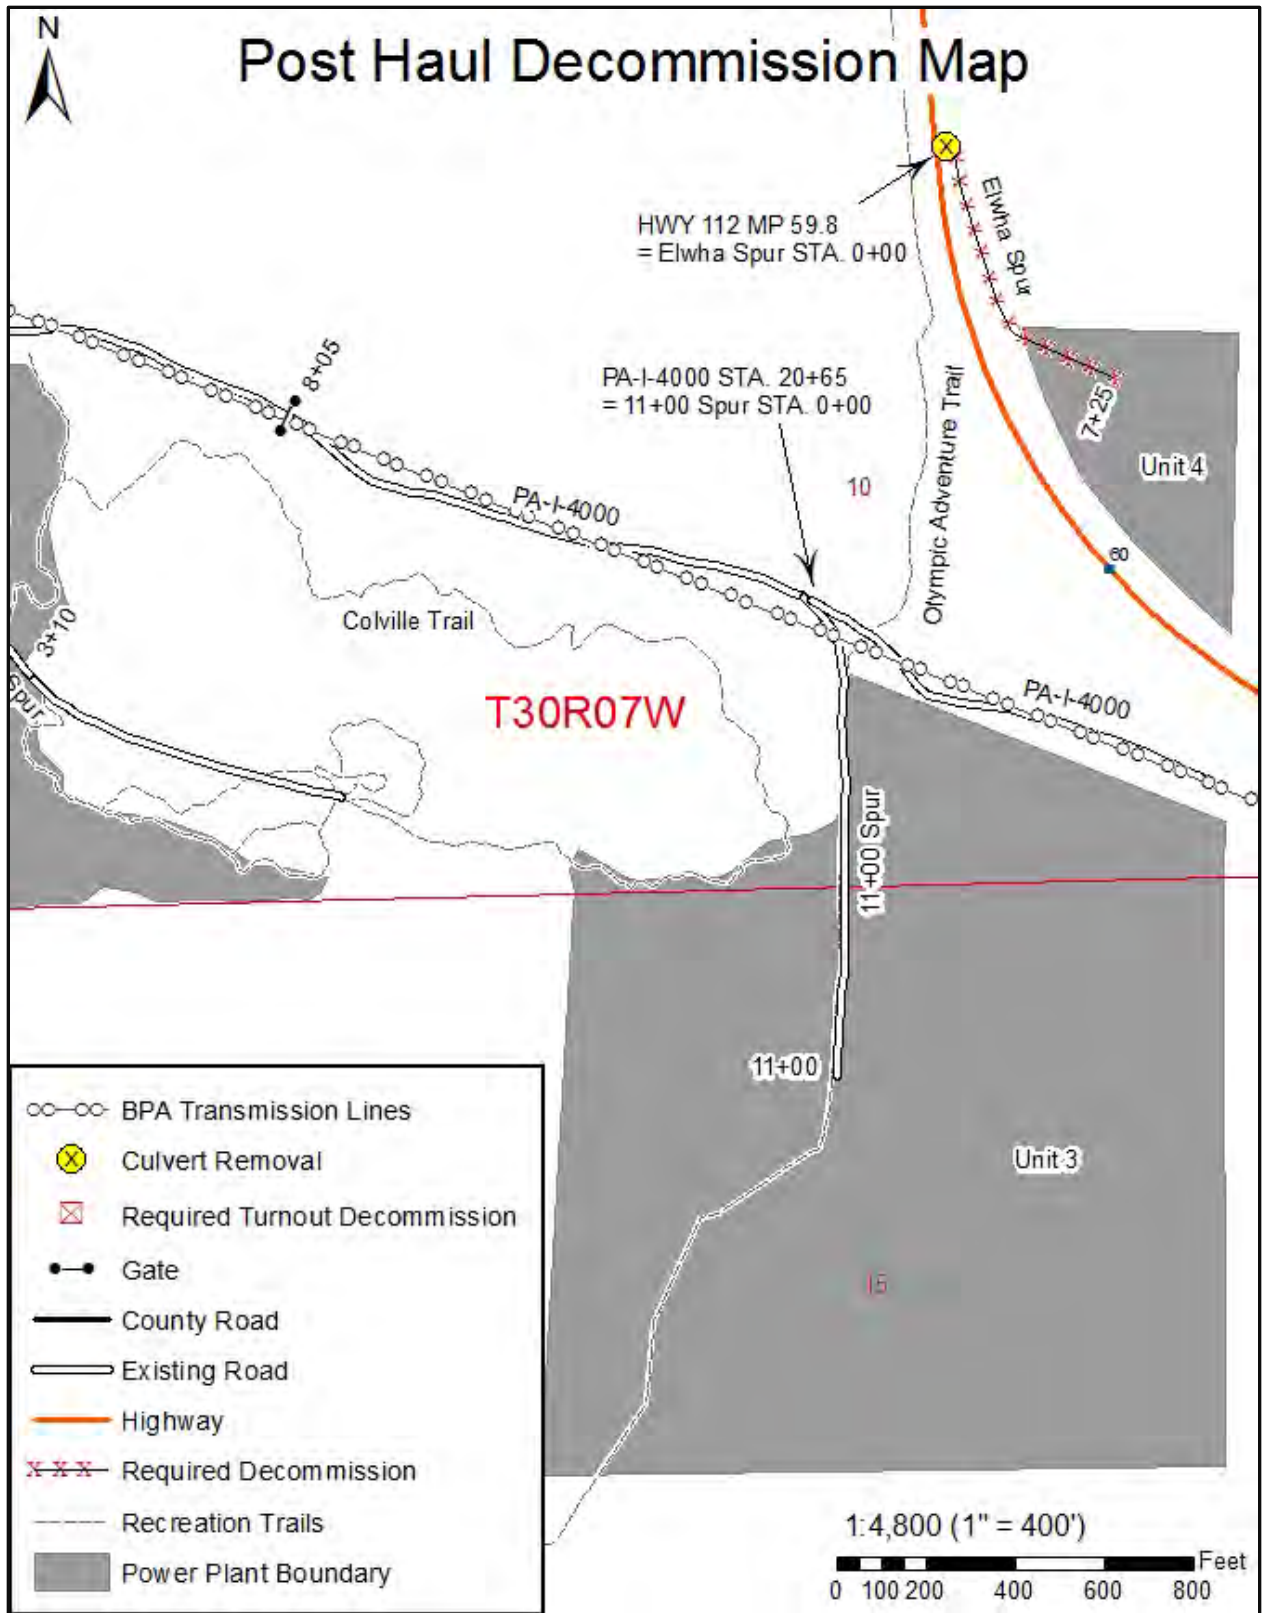 N
Post Haul Decommission Map
Elwha Spur
HWY 112 MP 59.8
= Elwha Spur STA. 0+00
8+05
PA-I-4000 STA. 20+65
= 11+00 Spur STA. 0+00
7+25
Unit 4
10
PA-I-4000
Olympic Adventure Trail
60
3+10
Colville Trail
Spur
T30R07W
PA-I-4000
11+00 Spur
11+00
Unit 3
15
BPA Transmission Lines
Culvert Removal
Required Turnout Decommission
Gate
County Road
Existing Road
Highway
X X X Required Decommission
Recreation Trails
Power Plant Boundary
1:4,800 (1" = 400')
Feet
0 100 200 400 600 800